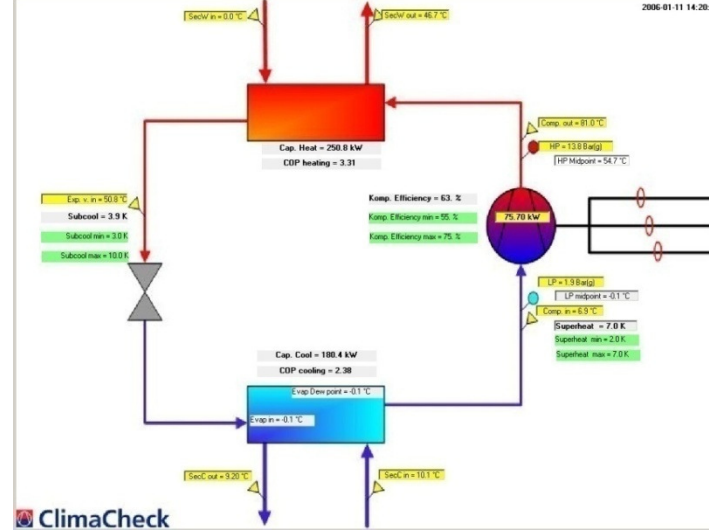 2006-01-11 14:20:
SecW in = 0.0 °C
SecW out = 46.7 °C
Comp. out = 81.0 °C
HP = 13.8 Bar(g)
HP Midpoint = 54.7 °C
Cap. Heat = 250.8 kW
COP heating = 3.31
Exp. v. in = 50.8 °C
Subcool = 3.9 K
Subcool min = 3.0 K
Subcool max = 10.0 K
Komp. Efficiency = 63. %
Komp. Efficiency min = 55. %
Komp. Efficiency max = 75. %
75.70 kW
LP = 1.9 Bar(g)
LP midpoint = -0.1 °C
Comp. in = 6.9 °C
Superheat = 7.0 K
Superheat min = 2.0 K
Superheat max = 7.0 K
Cap. Cool = 180.4 kW
COP cooling = 2.38
Evap Dew point = -0.1 °C
Evap in = -0.1 °C
SecC out = 9.20 °C
SecC in = 10.1 °C
ClimaCheck